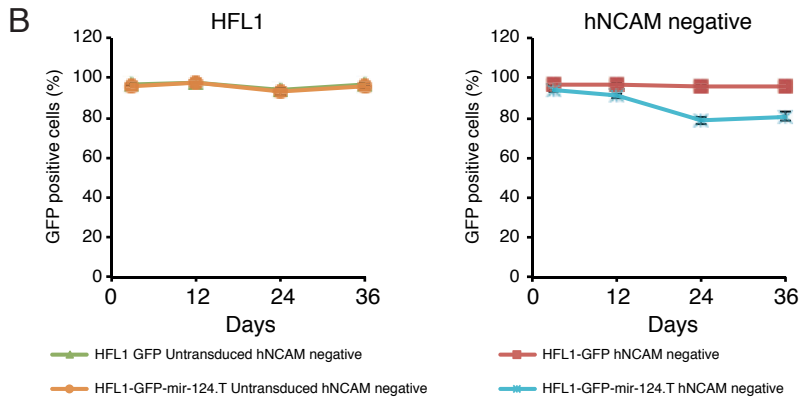 B
HFL1
GFP positive cells (%)
120
100
80
60
40
20
0
0 12 24 36
Days
HFL1 GFP Untransduced hNCAM negative
HFL1-GFP-mir-124.T Untransduced hNCAM negative
hNCAM negative
GFP positive cells (%)
120
100
80
60
40
20
0
0 12 24 36
Days
HFL1-GFP hNCAM negative
HFL1-GFP-mir-124.T hNCAM negative